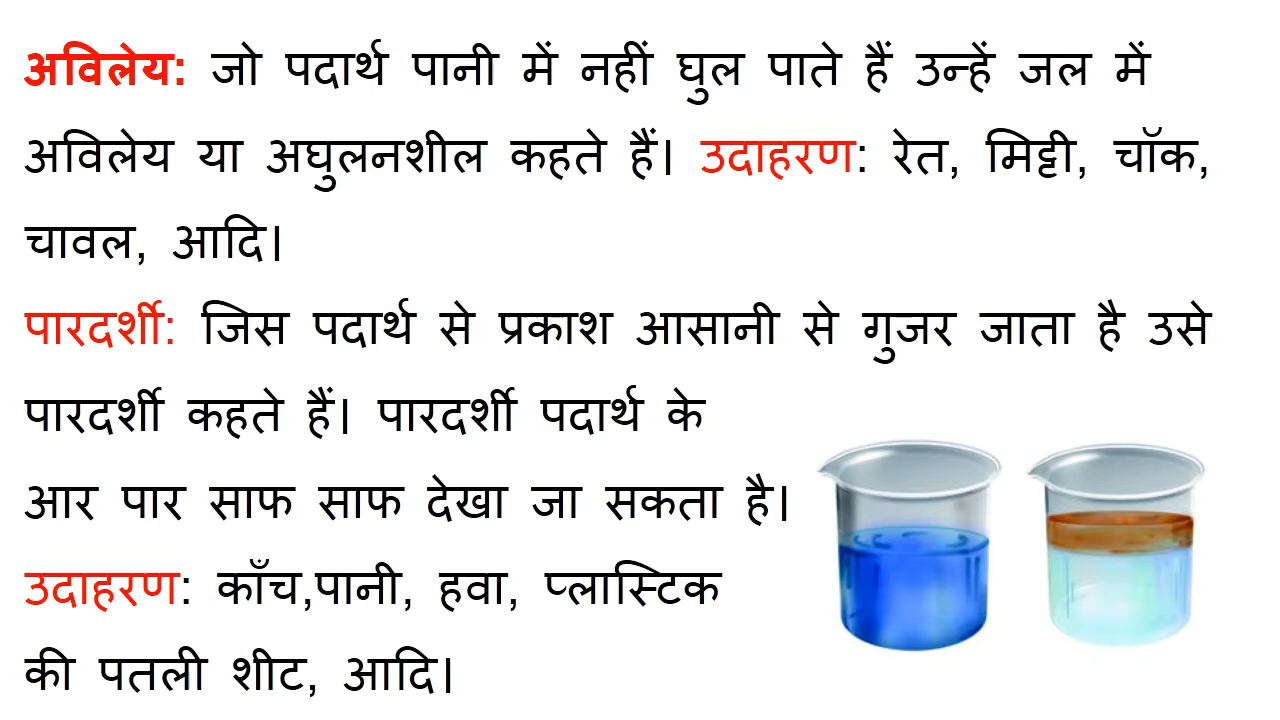 अविलेय: जो पदार्थ पानी में नहीं घुल पाते हैं उन्हें जल में
अविलेय या अघुलनशील कहते हैं। उदाहरण: रेत, मिट्टी, चॉक,
चावल, आदि।
पारदर्शी: जिस पदार्थ से प्रकाश आसानी से गुजर जाता है उसे
पारदर्शी कहते हैं। पारदर्शी पदार्थ के
आर पार साफ साफ देखा जा सकता है।
उदाहरण: काँच,पानी, हवा, प्लास्टिक
की पतली शीट, आदि।